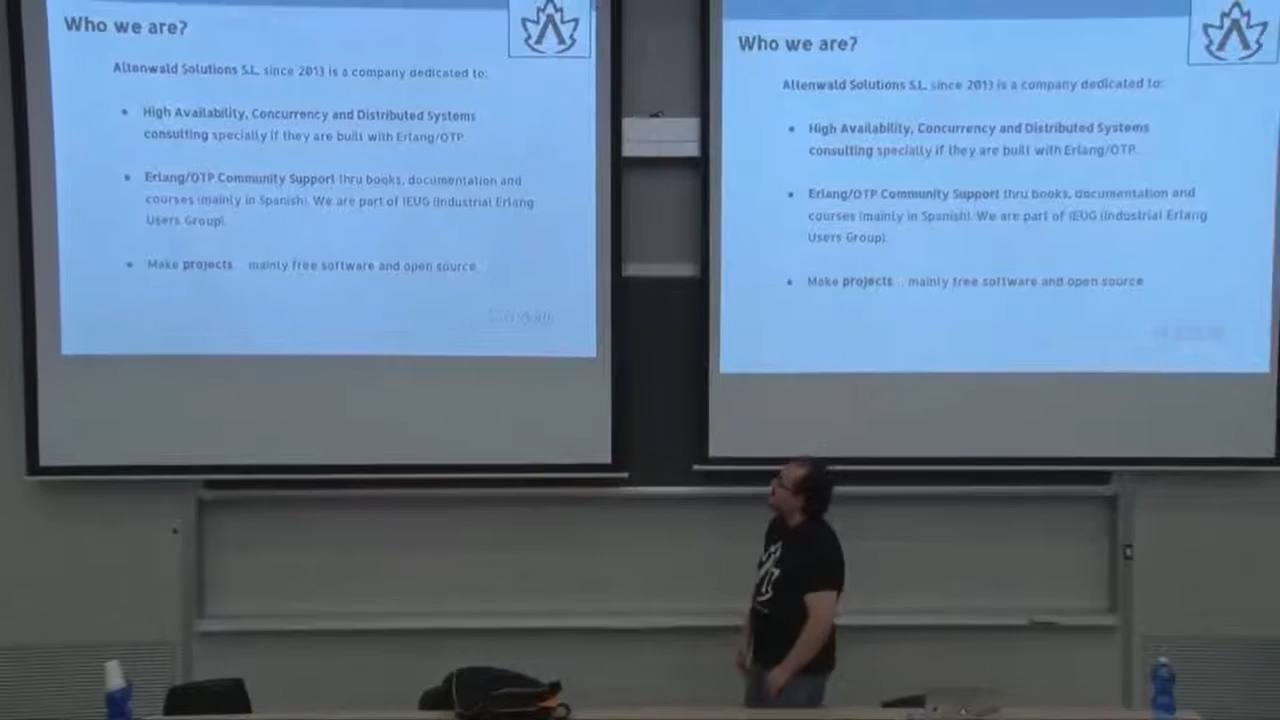 Who we are?
Altenwald Solutions S.L. since 2013 is a company dedicated to:
• High Availability, Concurrency and Distributed Systems
consulting specially if they are built with Erlang/OTP.
• Erlang/OTP Community Support thru books, documentation and
courses (mainly in Spanish). We are part of IEUG (Industrial Erlang
Users Group).
• Make projects... mainly free software and open source
Who we are?
Altenwald Solutions S.L. since 2013 is a company dedicated to:
• High Availability, Concurrency and Distributed Systems
consulting specially if they are built with Erlang/OTP.
• Erlang/OTP Community Support thru books, documentation and
courses (mainly in Spanish). We are part of IEUG (Industrial Erlang
Users Group).
• Make projects... mainly free software and open source